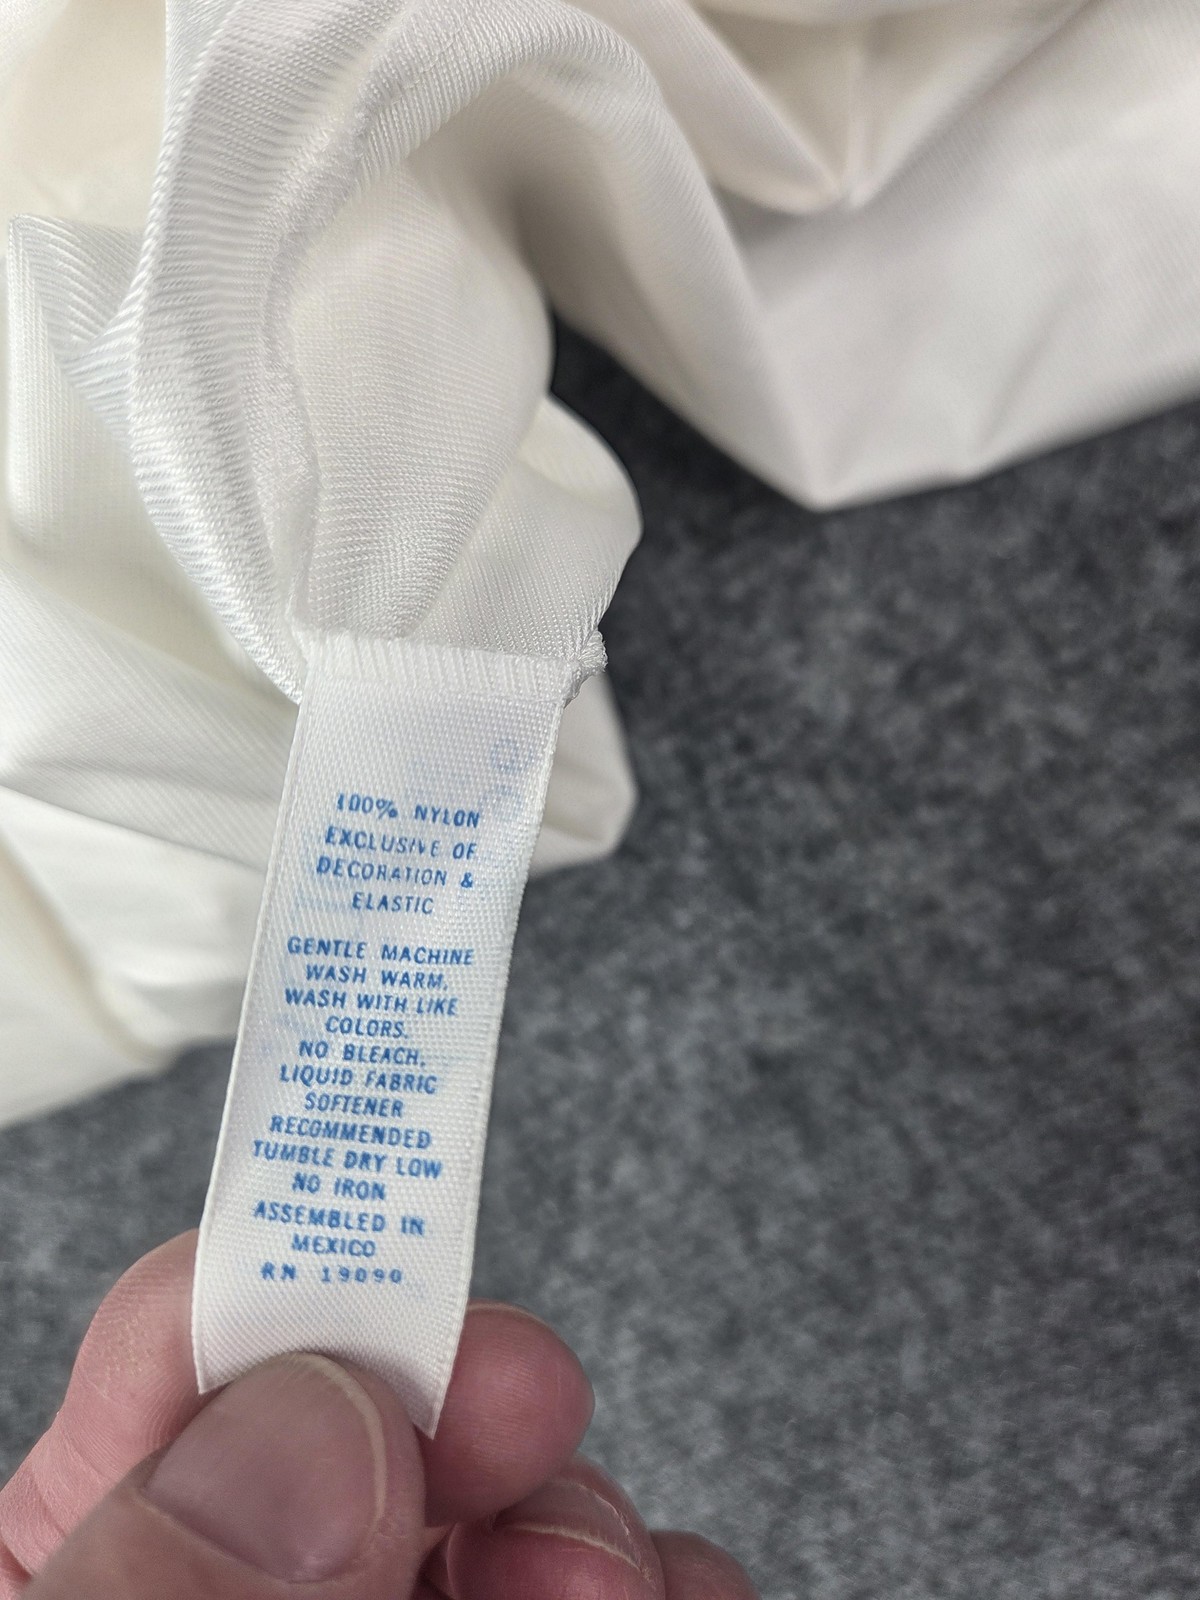 100% NYLON
EXCLUSIVE OF
DECORATION &
ELASTIC
GENTLE MACHINE
WASH WARM.
WASH WITH LIKE
COLORS.
NO BLEACH.
LIQUID FABRIC
SOFTENER
RECOMMENDED
TUMBLE DRY LOW
NO IRON
ASSEMBLED IN
MEXICO
RN 19090